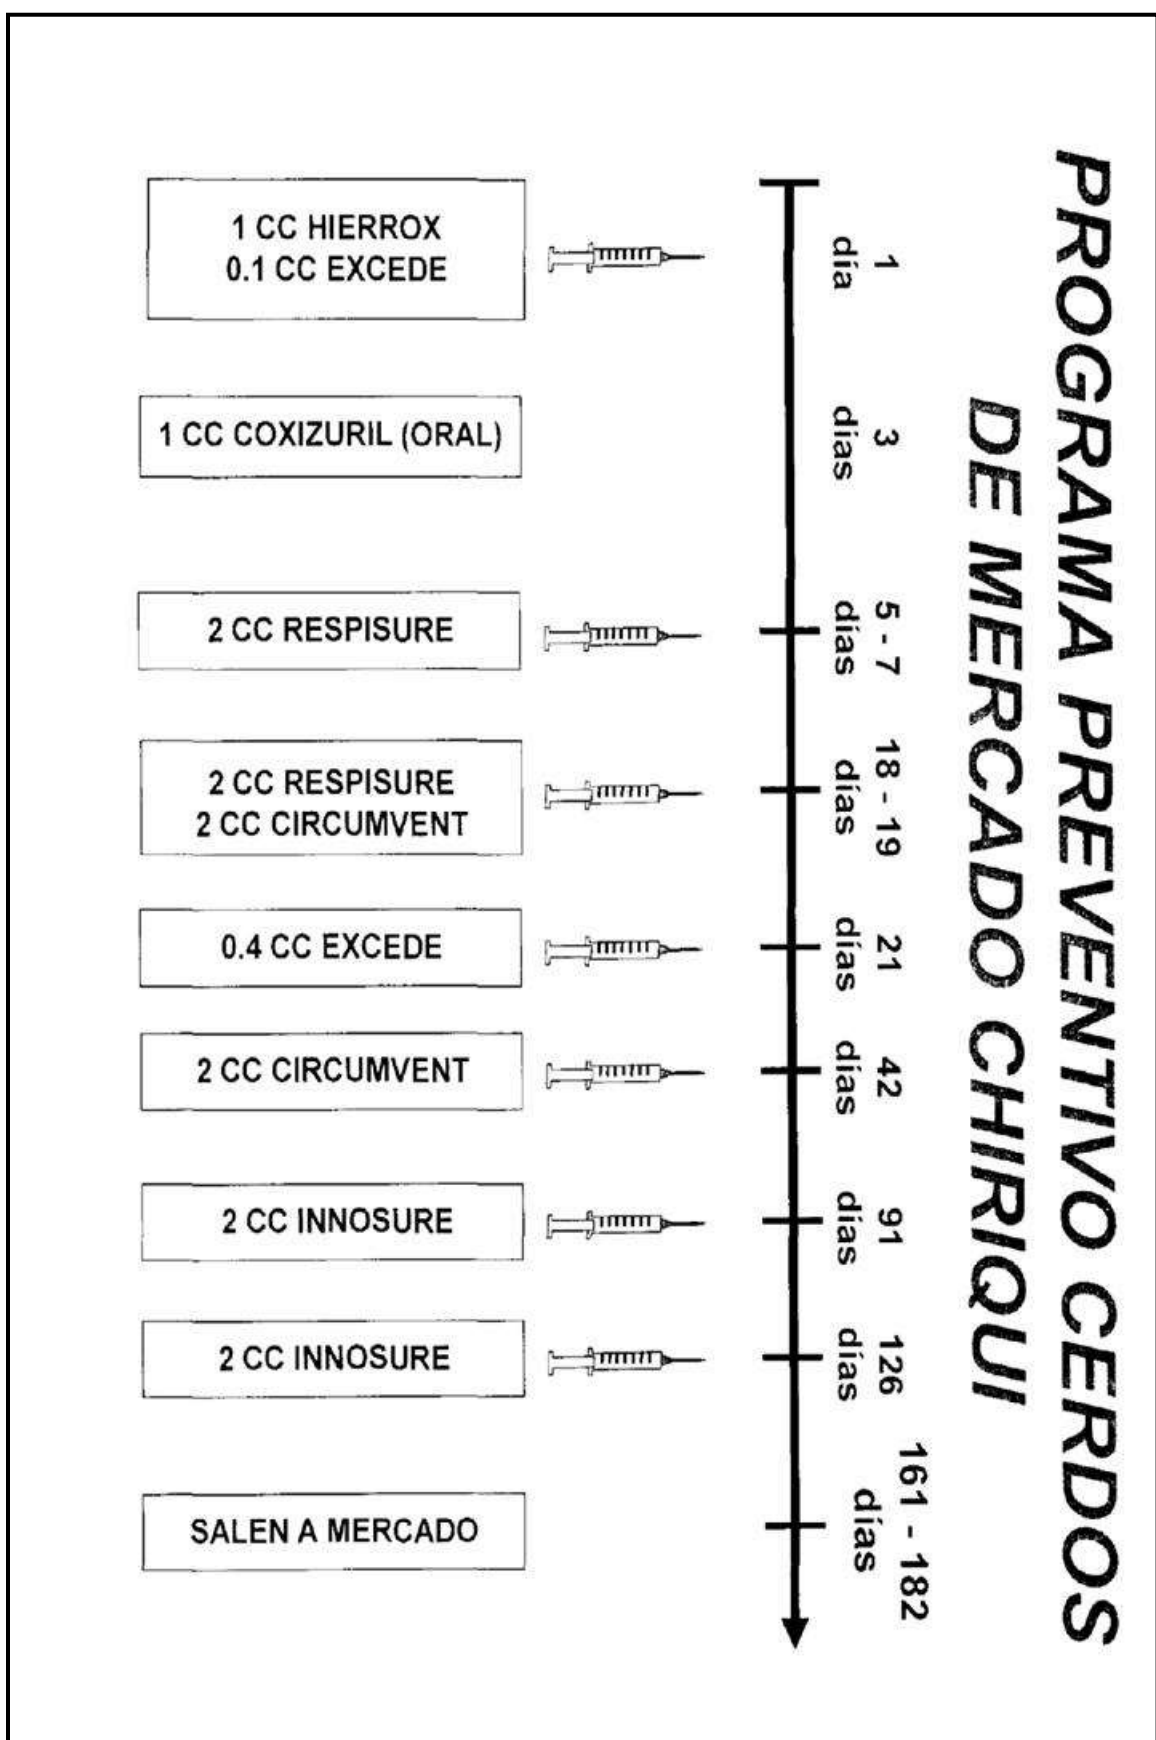 PROGRAMA PREVENTIVO CERDOS
DE MERCADO CHIRIQUI
1
día
1 CC HIERROX
0.1 CC EXCEDE
3
días
1 CC COXIZURIL (ORAL)
5 - 7
días
2 CC RESPISURE
18 - 19
días
2 CC RESPISURE
2 CC CIRCUMVENT
21
días
0.4 CC EXCEDE
42
días
2 CC CIRCUMVENT
91
días
2 CC INNOSURE
126
días
2 CC INNOSURE
161 - 182
días
SALEN A MERCADO